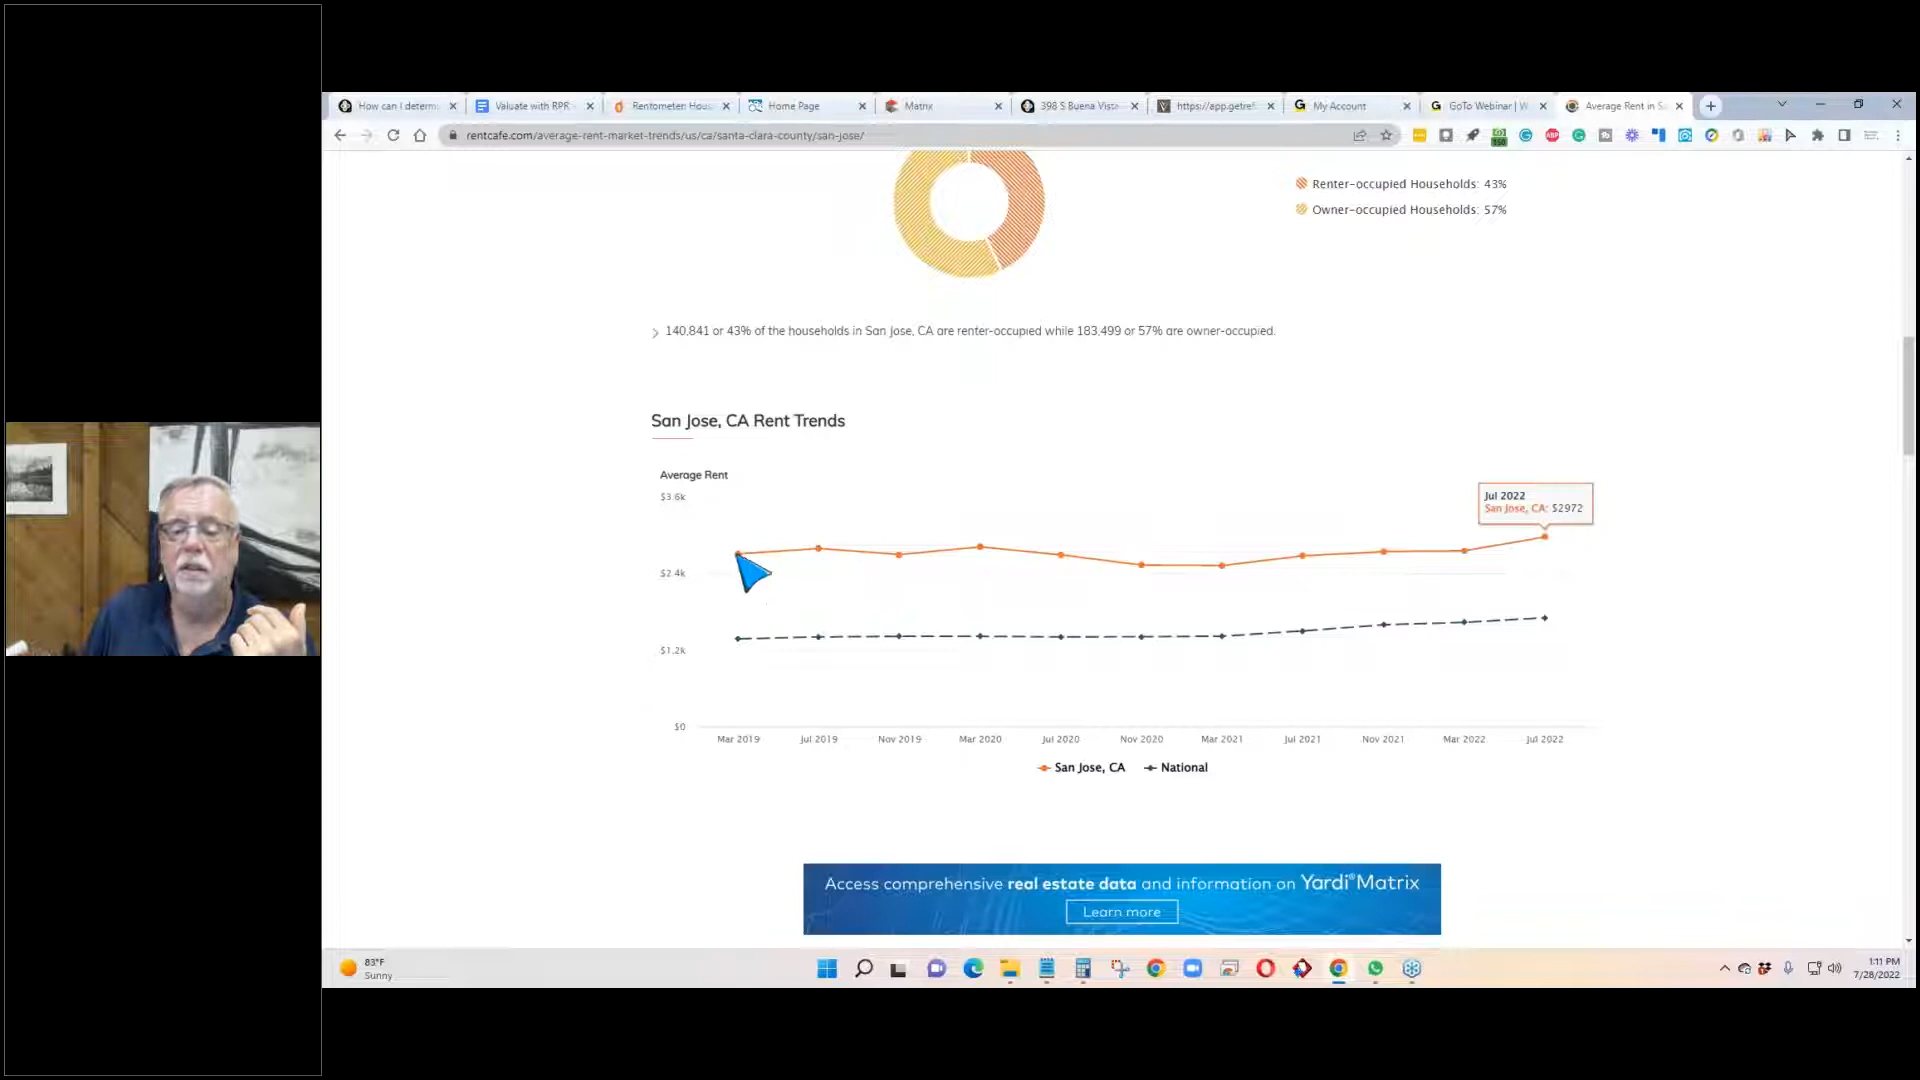 How can I determ
Valuate with RPR
Rentometer: Hous
Home Page
Matrix
398 S Buena Vista
https://app.getref
My Account
GoTo Webinar | W
Average Rent in Sa
rentcafe.com/average-rent-market-trends/us/ca/santa-clara-county/san-jose/
150
ABP
Renter-occupied Households: 43%
Owner-occupied Households: 57%
140,841 or 43% of the households in San Jose, CA are renter-occupied while 183,499 or 57% are owner-occupied.
San Jose, CA Rent Trends
Average Rent
$3.6k
Jul 2022
San Jose, CA: $2972
$2.4k
$1.2k
$0
Mar 2019
Jul 2019
Nov 2019
Mar 2020
Jul 2020
Nov 2020
Mar 2021
Jul 2021
Nov 2021
Mar 2022
Jul 2022
San Jose, CA
National
Access comprehensive real estate data and information on Yardi® Matrix
Learn more
83°F
Sunny
1:11 PM
7/28/2022